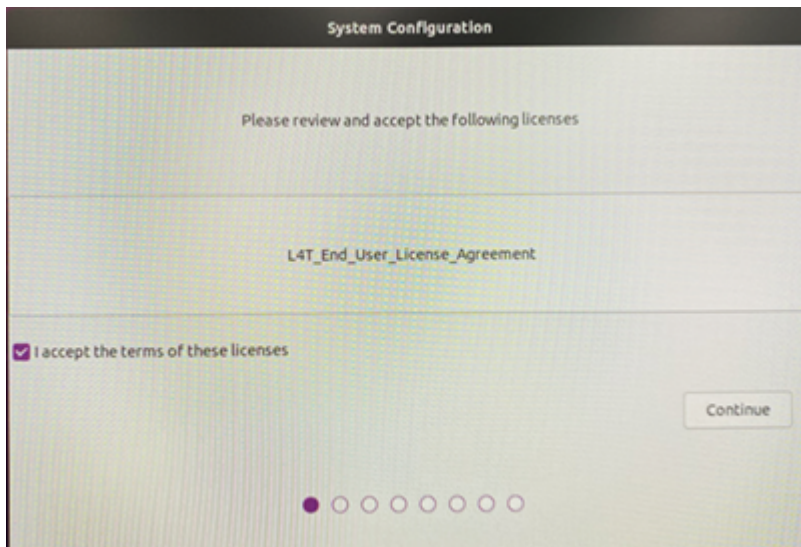 System Configuration
Please review and accept the following licenses
L4T_End_User_License_Agreement
I accept the terms of these licenses
Continue